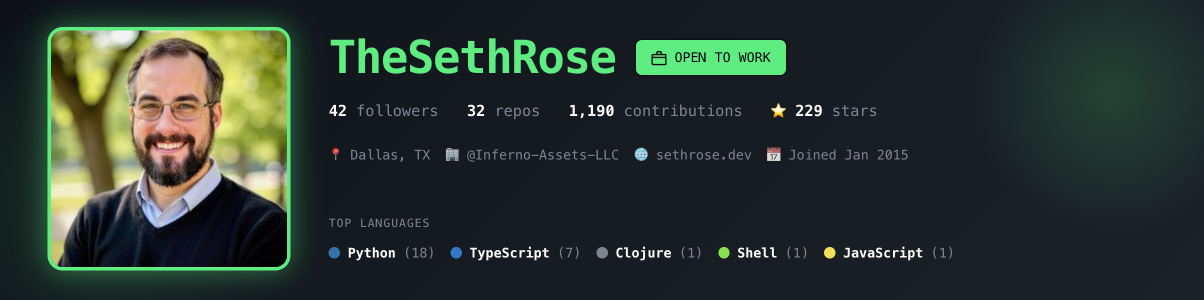 TheSethRose OPEN TO WORK
42 followers 32 repos 1,190 contributions ⭐ 229 stars
📍 Dallas, TX 🏢 @Inferno-Assets-LLC 🌐 sethrose.dev 📅 Joined Jan 2015
TOP LANGUAGES
Python (18) TypeScript (7) Clojure (1) Shell (1) JavaScript (1)